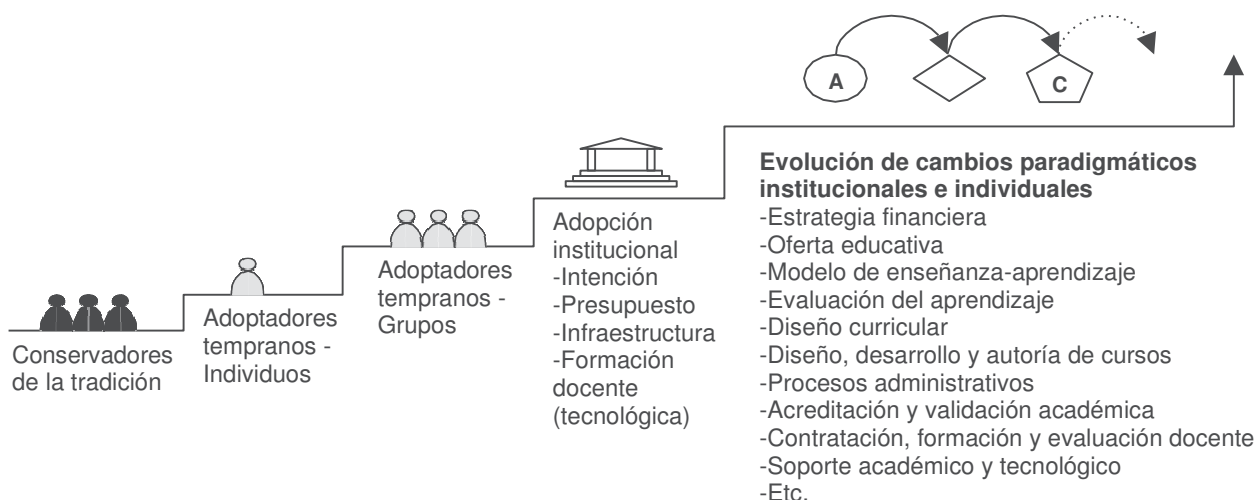 A
C
Conservadores
de la tradición
Adoptadores
tempranos -
Individuos
Adoptadores
tempranos -
Grupos
Adopción
institucional
-Intención
-Presupuesto
-Infraestructura
-Formación
docente
(tecnológica)
Evolución de cambios paradigmáticos
institucionales e individuales
-Estrategia financiera
-Oferta educativa
-Modelo de enseñanza-aprendizaje
-Evaluación del aprendizaje
-Diseño curricular
-Diseño, desarrollo y autoría de cursos
-Procesos administrativos
-Acreditación y validación académica
-Contratación, formación y evaluación docente
-Soporte académico y tecnológico
-Etc.